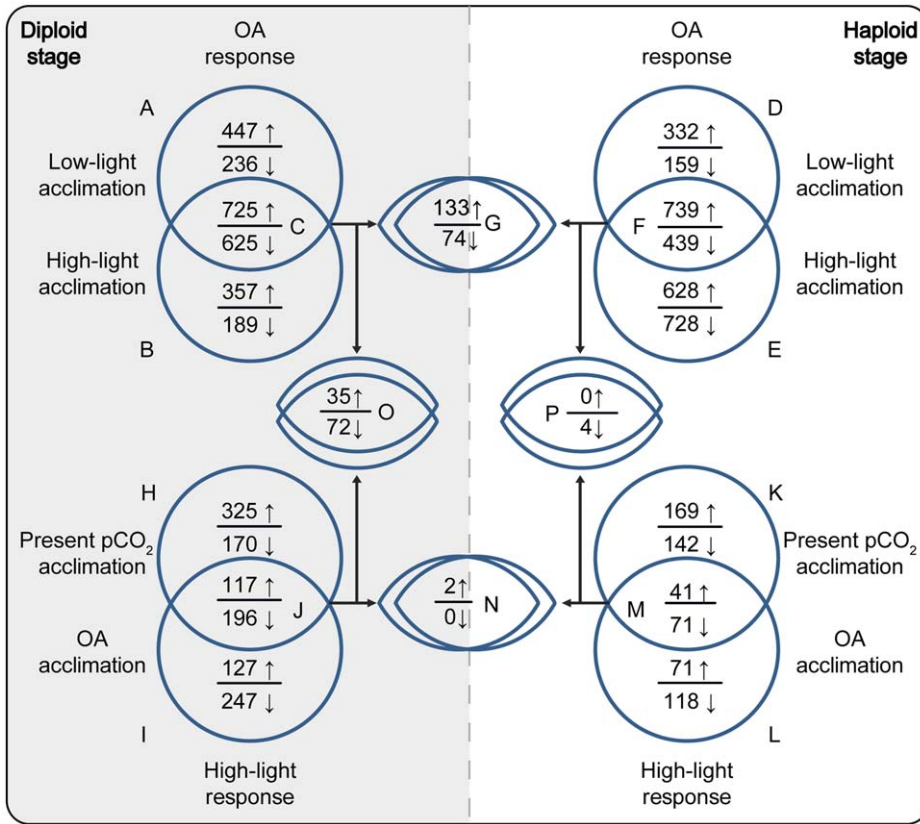 Diploid
stage
OA
response
OA
response
Haploid
stage
A
447 ↑
236 ↓
Low-light
acclimation
725 ↑
625 ↓
C
High-light
acclimation
357 ↑
189 ↓
B
133↑
74↓
G
D
332 ↑
159 ↓
Low-light
acclimation
F
739 ↑
439 ↓
High-light
acclimation
628 ↑
728 ↓
E
35↑
72↓
O
P
0↑
4↓
H
325 ↑
170 ↓
Present pCO₂
acclimation
117 ↑
196 ↓
J
OA
acclimation
127 ↑
247 ↓
I
2↑
0↓
N
K
169 ↑
142 ↓
Present pCO₂
acclimation
M
41 ↑
71 ↓
OA
acclimation
71 ↑
118 ↓
L
High-light
response
High-light
response